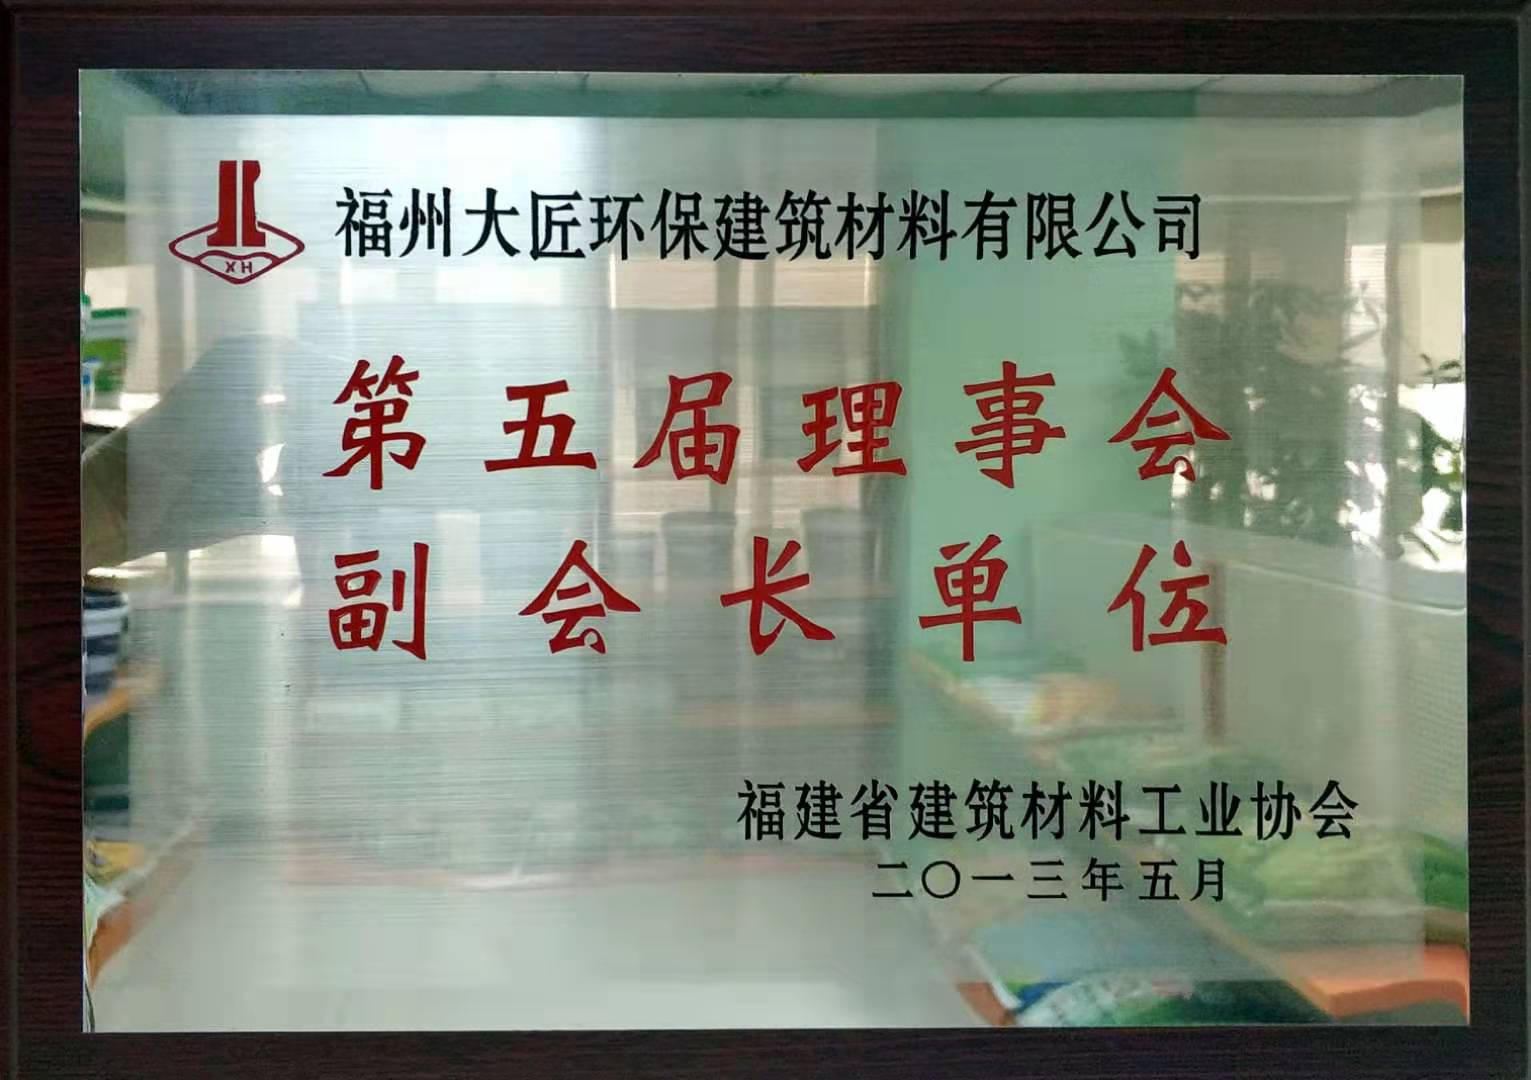 福州大匠环保建筑材料有限公司
XH
第五届理事会
副会长单位
福建省建筑材料工业协会
二〇一三年五月